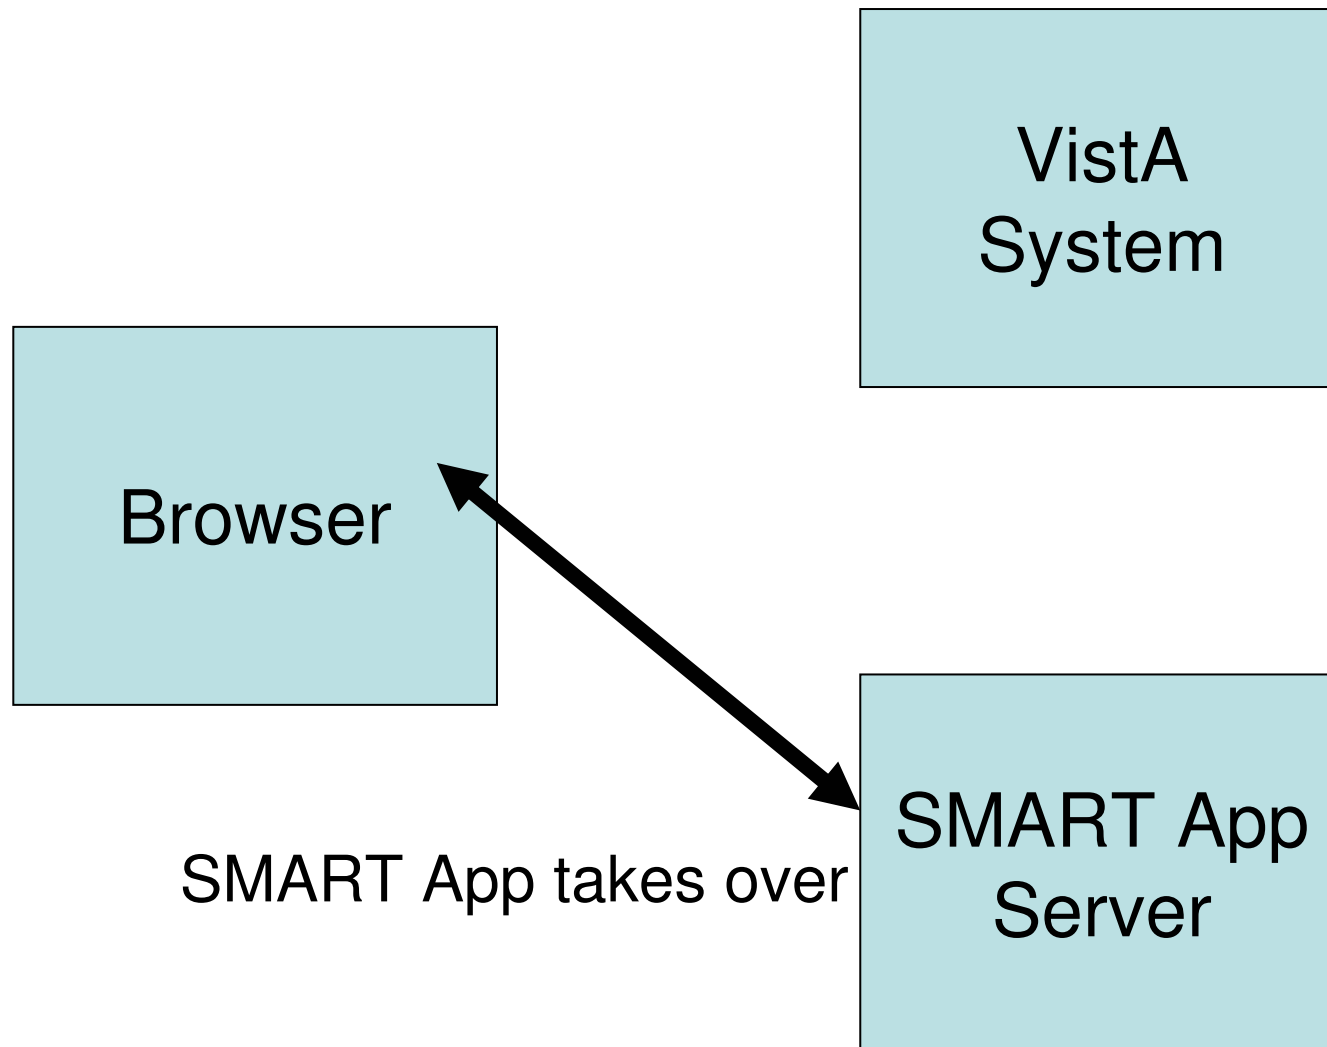 VistA
System
Browser
SMART App takes over
SMART App
Server